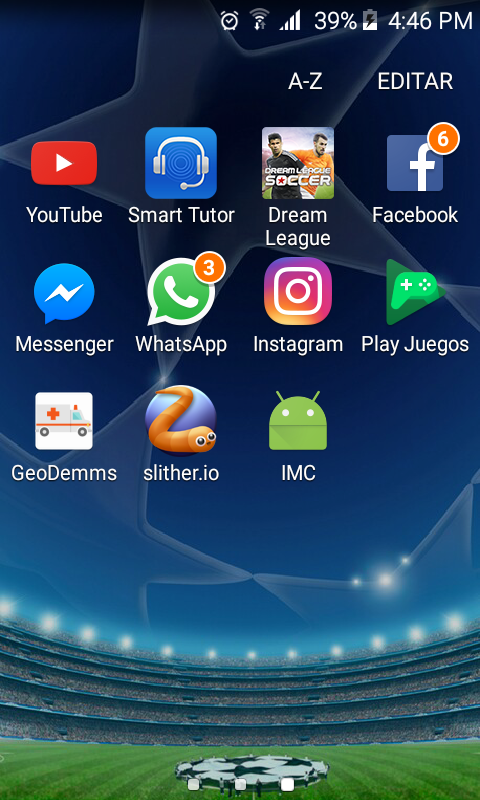 39% 4:46 PM
A-Z EDITAR
DREAM LEAGUE
SOCCER
6
YouTube Smart Tutor Dream League Facebook
3
Messenger WhatsApp Instagram Play Juegos
GeoDemms slither.io IMC